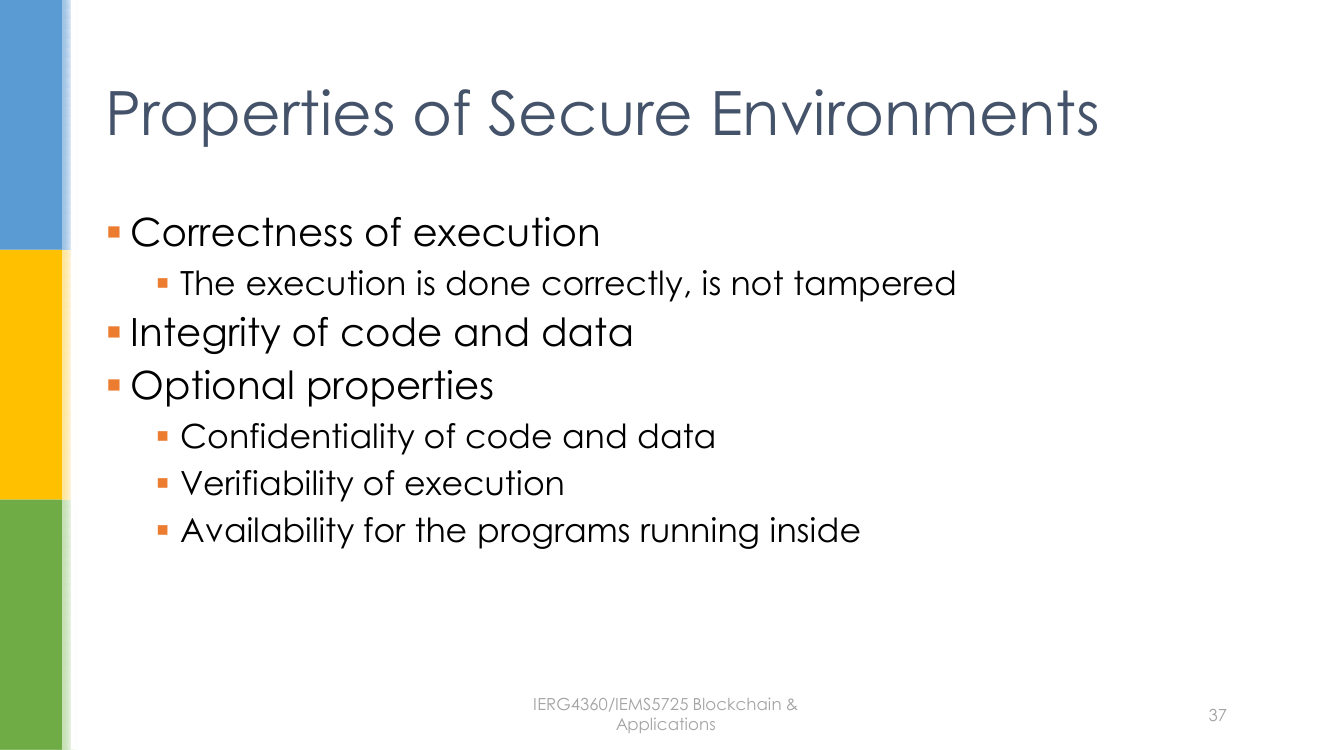 Properties of Secure Environments
▪ Correctness of execution
▪ The execution is done correctly, is not tampered
▪ Integrity of code and data
▪ Optional properties
▪ Confidentiality of code and data
▪ Verifiability of execution
▪ Availability for the programs running inside
IERG4360/IEMS5725 Blockchain &
Applications
37